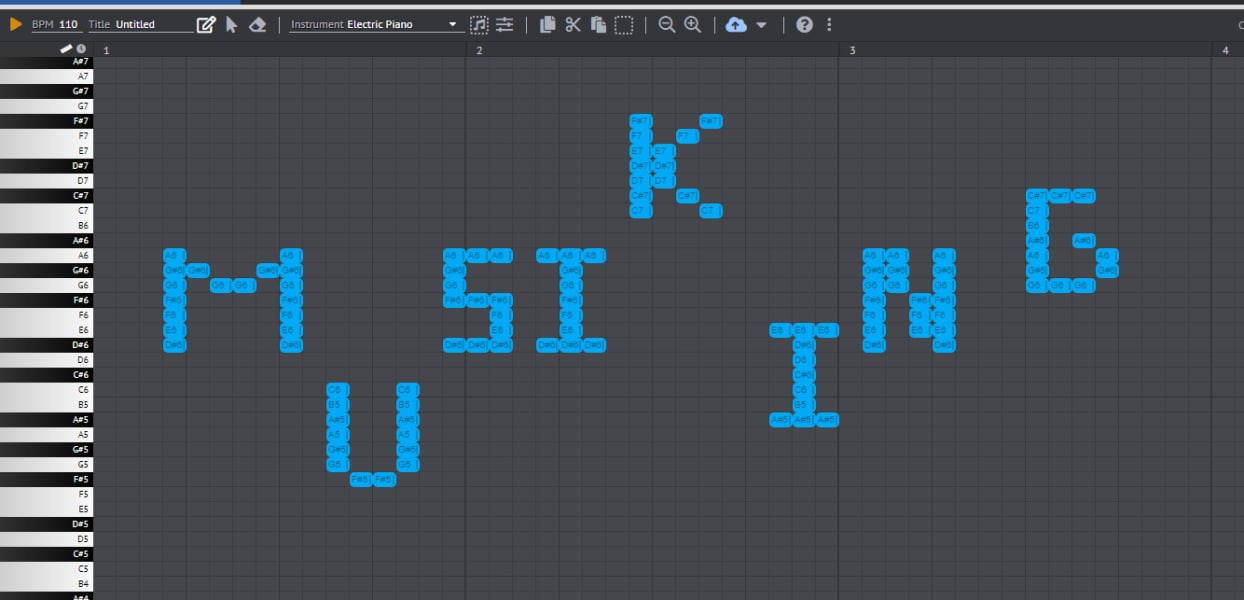 BPM 110 Title Untitled Instrument Electric Piano
1 2 3 4
A#7
A7
G#7
G7
F#7 F#7 F#7
F7 F7 F7
E7 E7 E7
D#7 D#7 D#7
D7 D7 D7
C#7 C#7 C#7 C#7 C#7 C#7
C7 C7 C7 C7
B6 B6
A#6 A#6 A#6
A6 A6 A6 A6 A6 A6 A6 A6 A6 A6 A6 A6 A6 A6
G#6 G#6 G#6 G#6 G#6 G#6 G#6 G#6 G#6 G#6 G#6 G#6
G6 G6 G6 G6 G6 G6 G6 G6 G6 G6 G6 G6 G6
F#6 F#6 F#6 F#6 F#6 F#6 F#6 F#6 F#6 F#6
F6 F6 F6 F6 F6 F6 F6 F6
E6 E6 E6 E6 E6 E6 E6 E6 E6 E6 E6
D#6 D#6 D#6 D#6 D#6 D#6 D#6 D#6 D#6 D#6 D#6 D#6
D6 D6
C#6 C#6
C6 C6 C6 C6
B5 B5 B5 B5
A#5 A#5 A#5 A#5 A#5 A#5
A5 A5 A5
G#5 G#5 G#5
G5 G5 G5
F#5 F#5 F#5
F5
E5
D#5
D5
C#5
C5
B4
A#4
MUSIKING